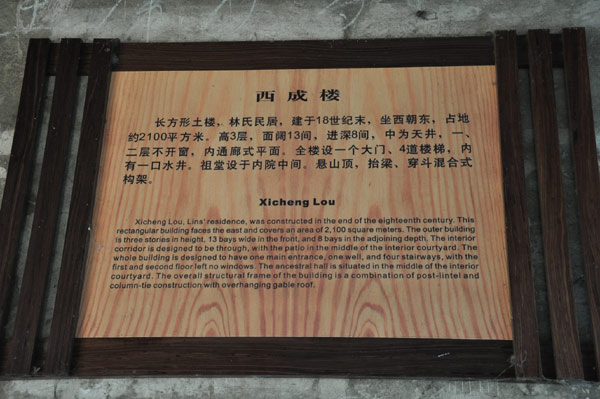 西成楼
长方形土楼，林氏民居，建于18世纪末，坐西朝东，占地
约2100平方米。高3层，面阔13间，进深8间，中为天井，一、
二层不开窗，内通廊式平面。全楼设一个大门、4道楼梯，内
有一口水井。祖堂设于内院中间。悬山顶，抬梁、穿斗混合式
构架。
Xicheng Lou
Xicheng Lou, Lins' residence, was constructed in the end of the eighteenth century. This
rectangular building faces the east and covers an area of 2,100 square meters. The outer building
is three stories in height, 13 bays wide in the front, and 8 bays in the adjoining depth. The interior
corridor is designed to be through, with the patio in the middle of the interior courtyard. The
whole building is designed to have one main entrance, one well, and four stairways, with the
first and second floor left no windows. The ancestral hall is situated in the middle of the interior
courtyard. The overall structural frame of the building is a combination of post-lintel and
column-tie construction with overhanging gable roof.